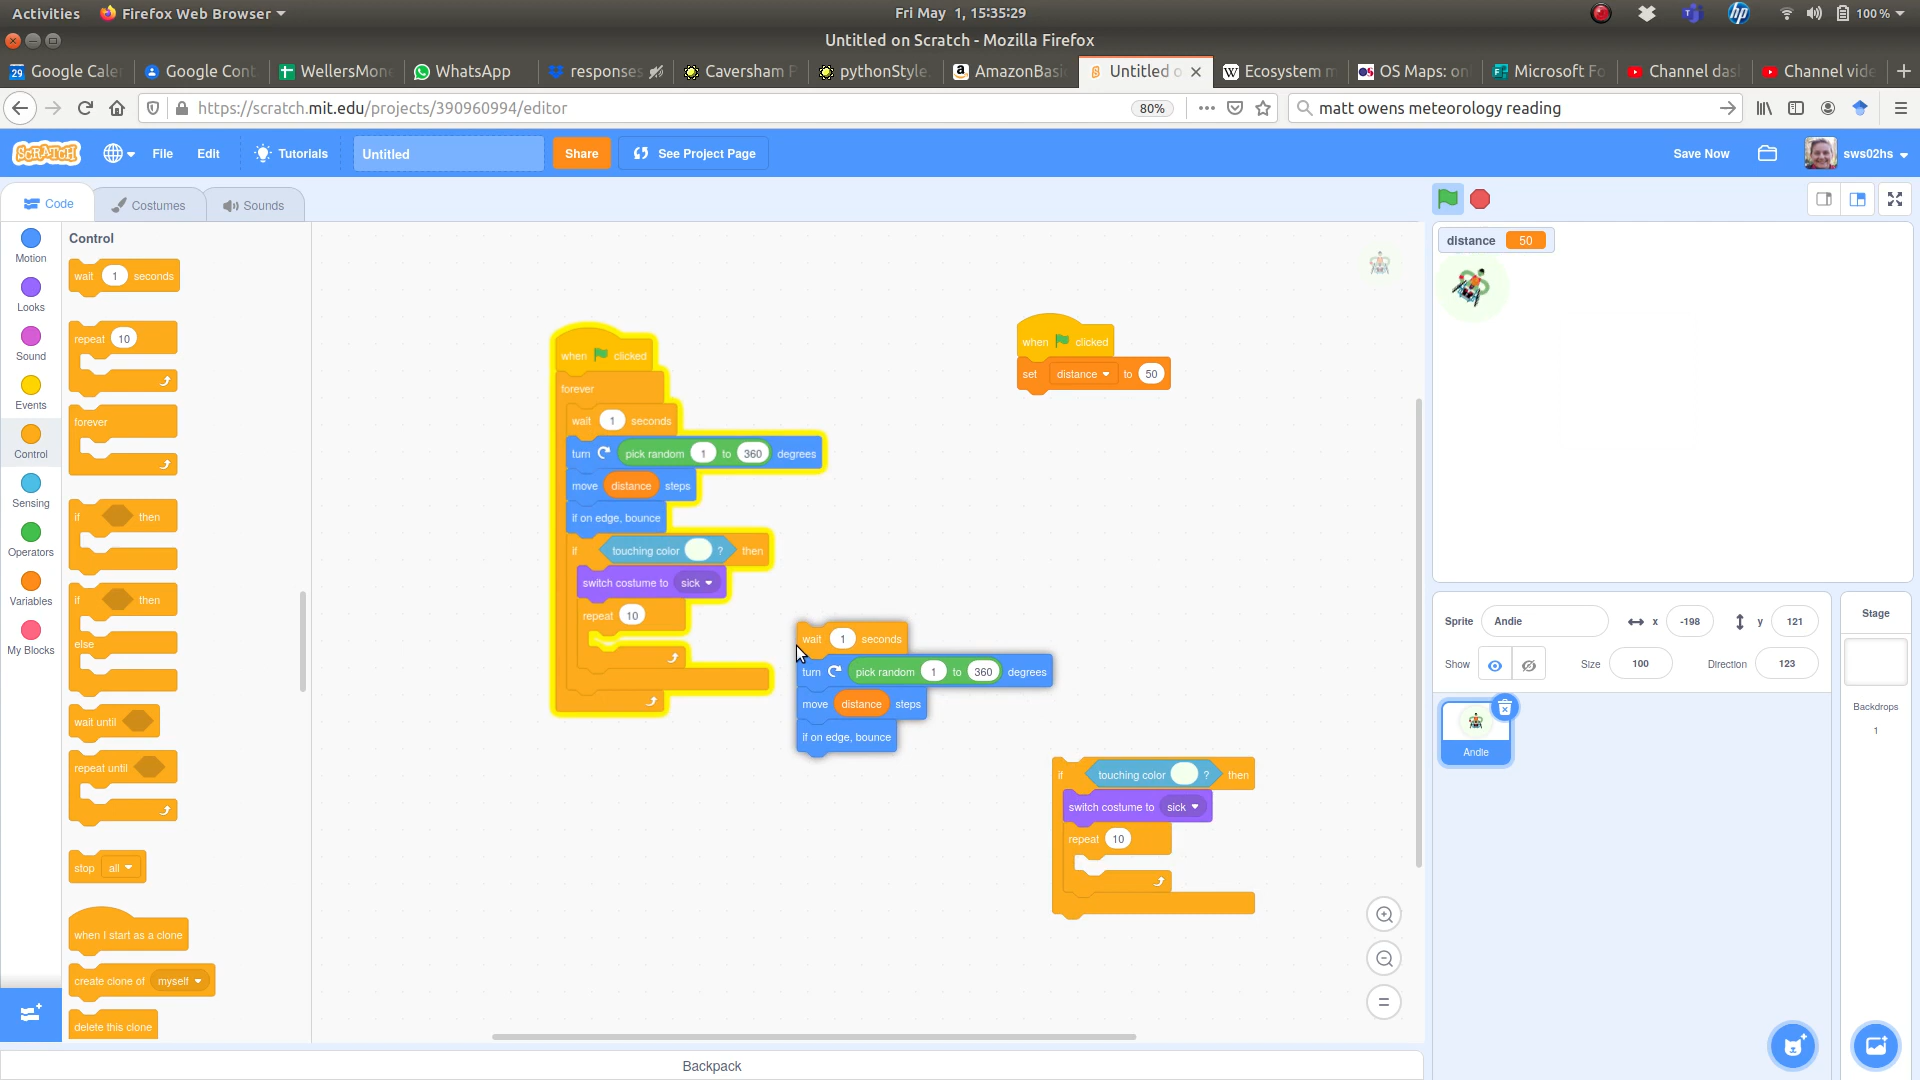 Activities Firefox Web Browser Fri May 1, 15:35:29 100 %
Untitled on Scratch - Mozilla Firefox
29 Google Cale Google Cont WellersMon WhatsApp responses Caversham P pythonStyle. AmazonBasi Untitled o Ecosystem m OS Maps: on Microsoft Fo Channel das Channel vide
https://scratch.mit.edu/projects/390960994/editor 80% matt owens meteorology reading
SCRATCH File Edit Tutorials Untitled Share See Project Page Save Now sws02hs
Code Costumes Sounds
Motion
Looks
Sound
Events
Control
Sensing
Operators
Variables
My Blocks
Control
wait 1 seconds
repeat 10
forever
if then
if then
else
wait until
repeat until
stop all
when I start as a clone
create clone of myself
delete this clone
when clicked
forever
wait 1 seconds
turn pick random 1 to 360 degrees
move distance steps
if on edge, bounce
if touching color ? then
switch costume to sick
repeat 10
wait 1 seconds
turn pick random 1 to 360 degrees
move distance steps
if on edge, bounce
when clicked
set distance to 50
if touching color ? then
switch costume to sick
repeat 10
distance 50
Sprite Andie x -198 y 121
Show Size 100 Direction 123
Andie
Stage
Backdrops
1
Backpack